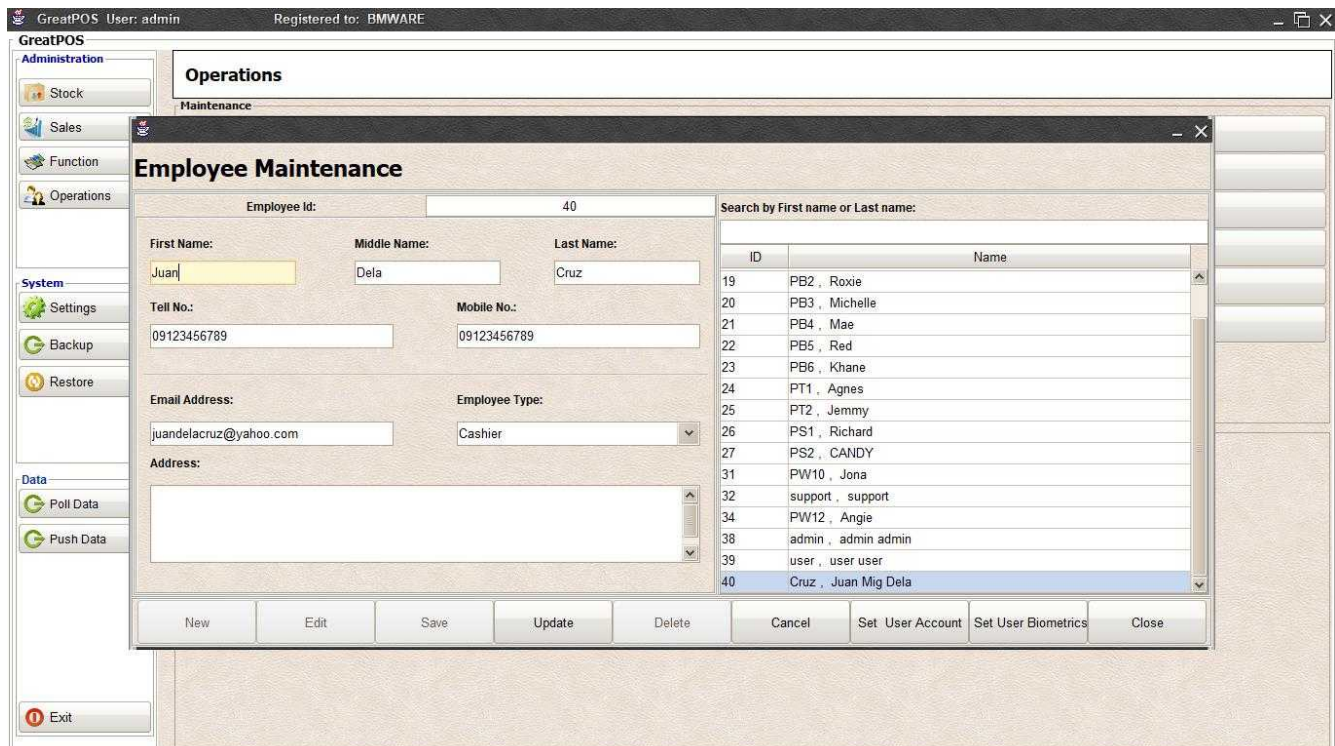 GreatPOS User: admin Registered to: BMWARE
GreatPOS
Administration
Stock
Sales
Function
Operations
System
Settings
Backup
Restore
Data
Poll Data
Push Data
Exit
Operations
Maintenance
Employee Maintenance
Employee Id: 40
First Name: Middle Name: Last Name:
Juan Dela Cruz
Tell No.: Mobile No.:
09123456789 09123456789
Email Address: Employee Type:
juandelacruz@yahoo.com Cashier
Address:
Search by First name or Last name:
ID Name
19 PB2 , Roxie
20 PB3 , Michelle
21 PB4 , Mae
22 PB5 , Red
23 PB6 , Khane
24 PT1 , Agnes
25 PT2 , Jemmy
26 PS1 , Richard
27 PS2 , CANDY
31 PW10 , Jona
32 support , support
34 PW12 , Angie
38 admin , admin admin
39 user , user user
40 Cruz , Juan Mig Dela
New Edit Save Update Delete Cancel Set User Account Set User Biometrics Close